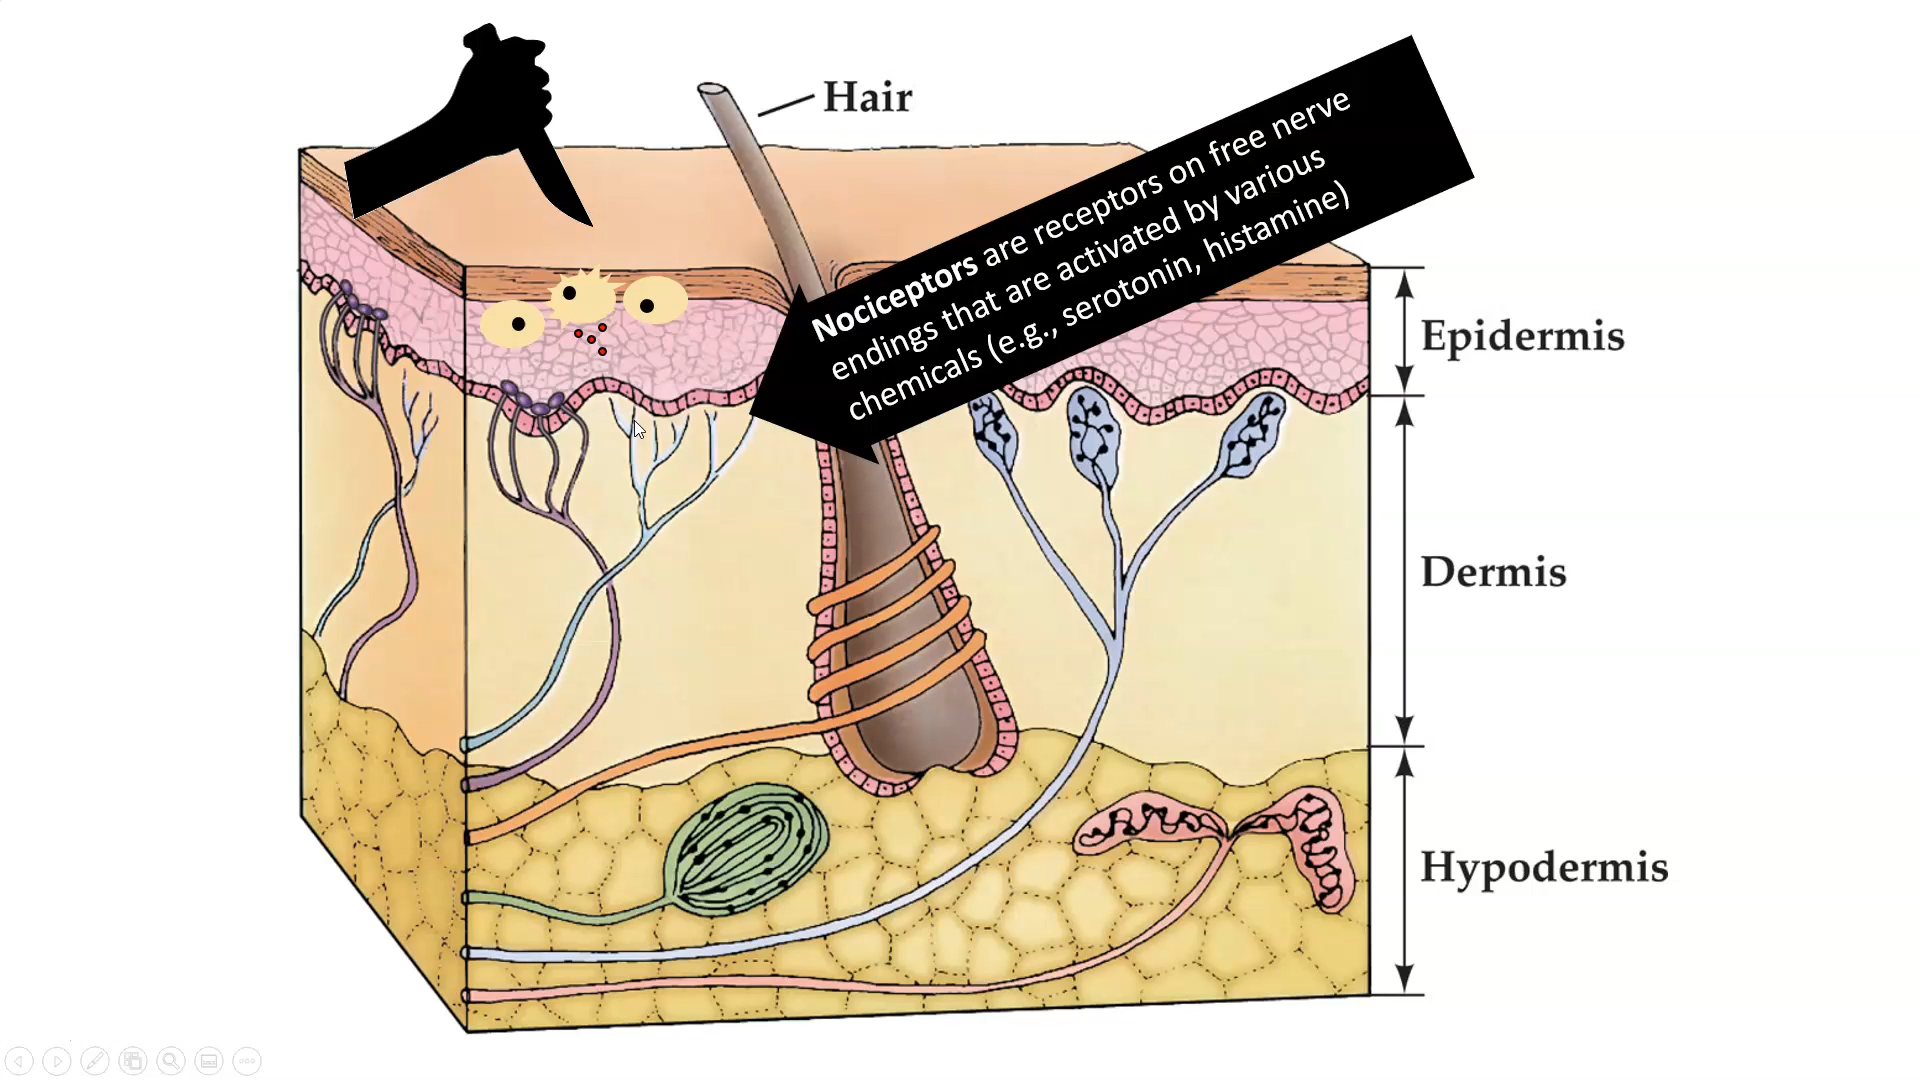 Hair
Nociceptors are receptors on free nerve
endings that are activated by various
chemicals (e.g., serotonin, histamine)
Epidermis
Dermis
Hypodermis